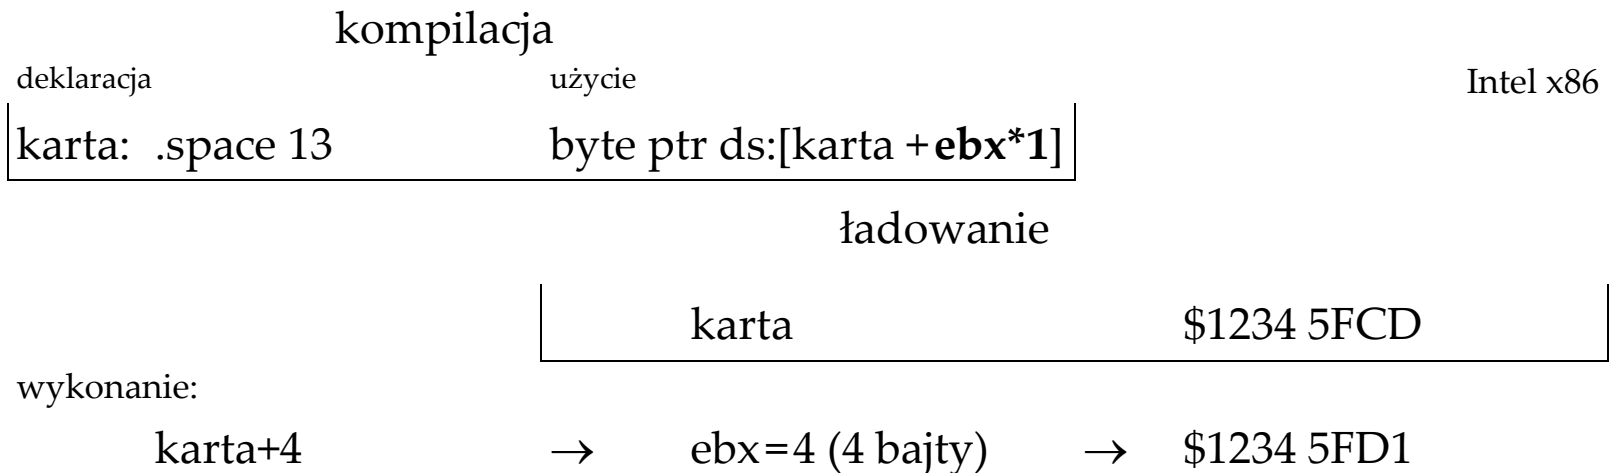 kompilacja
deklaracja użycie Intel x86
karta: .space 13 byte ptr ds:[karta +ebx*1]
ładowanie
karta $1234 5FCD
wykonanie:
karta+4 → ebx=4 (4 bajty) → $1234 5FD1